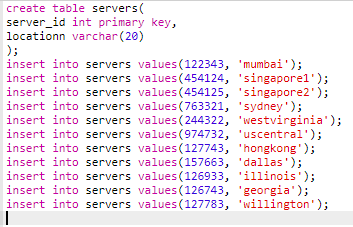 create table servers(
server_id int primary key,
locationn varchar(20)
);
insert into servers values(122343, 'mumbai');
insert into servers values(454124, 'singapore1');
insert into servers values(454125, 'singapore2');
insert into servers values(763321, 'sydney');
insert into servers values(244322, 'westvirginia');
insert into servers values(974732, 'uscentral');
insert into servers values(127743, 'hongkong');
insert into servers values(157663, 'dallas');
insert into servers values(126933, 'illinois');
insert into servers values(126743, 'georgia');
insert into servers values(127783, 'willington');